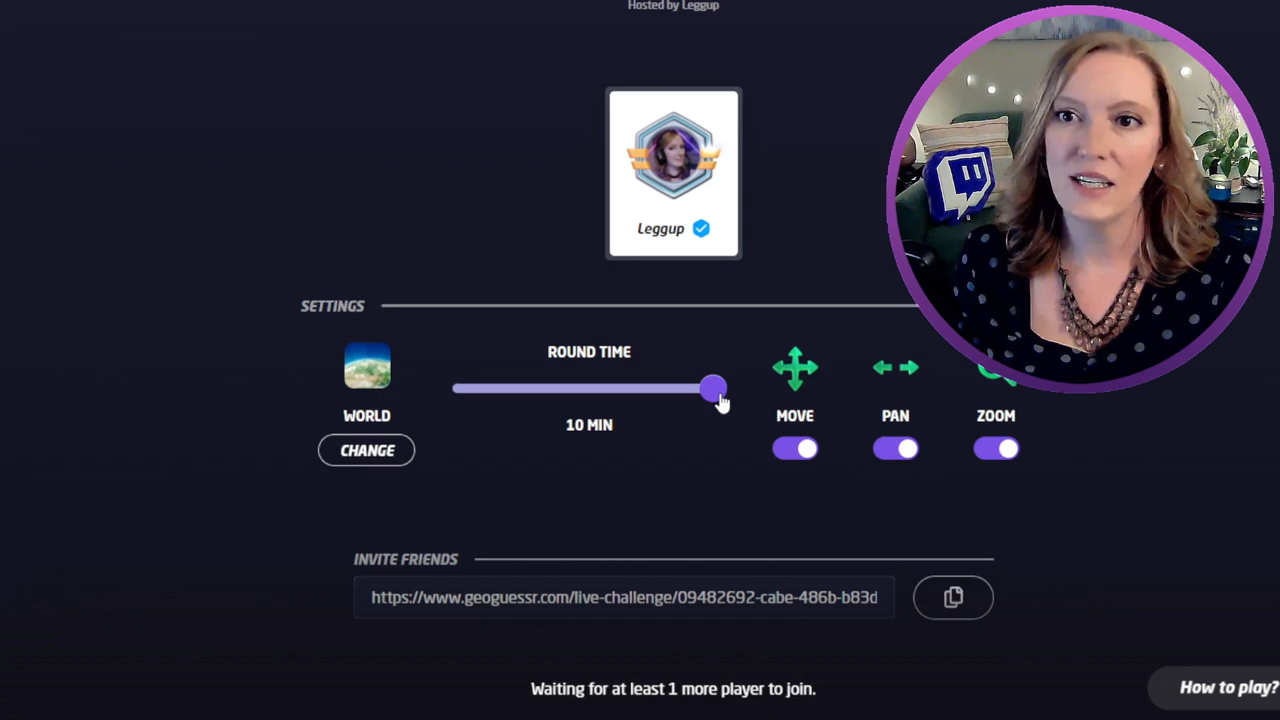 Hosted by Leggup
Leggup
SETTINGS
ROUND TIME
WORLD
10 MIN
MOVE
PAN
ZOOM
CHANGE
INVITE FRIENDS
https://www.geoguessr.com/live-challenge/09482692-cabe-486b-b83d
Waiting for at least 1 more player to join.
How to play?